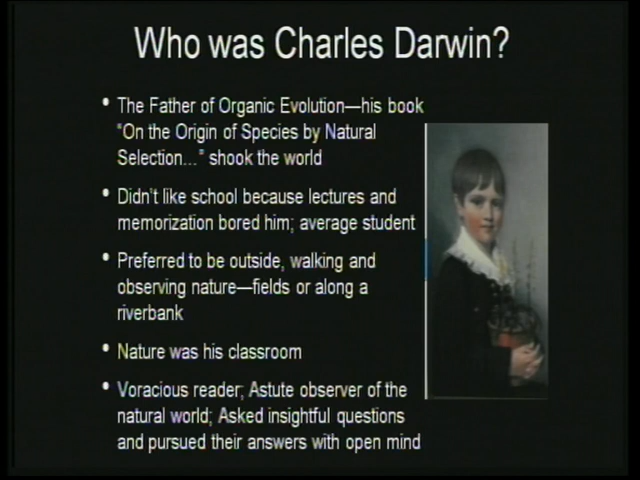 Who was Charles Darwin?
• The Father of Organic Evolution—his book
"On the Origin of Species by Natural
Selection..." shook the world
• Didn't like school because lectures and
memorization bored him; average student
• Preferred to be outside, walking and
observing nature—fields or along a
riverbank
• Nature was his classroom
• Voracious reader; Astute observer of the
natural world; Asked insightful questions
and pursued their answers with open mind